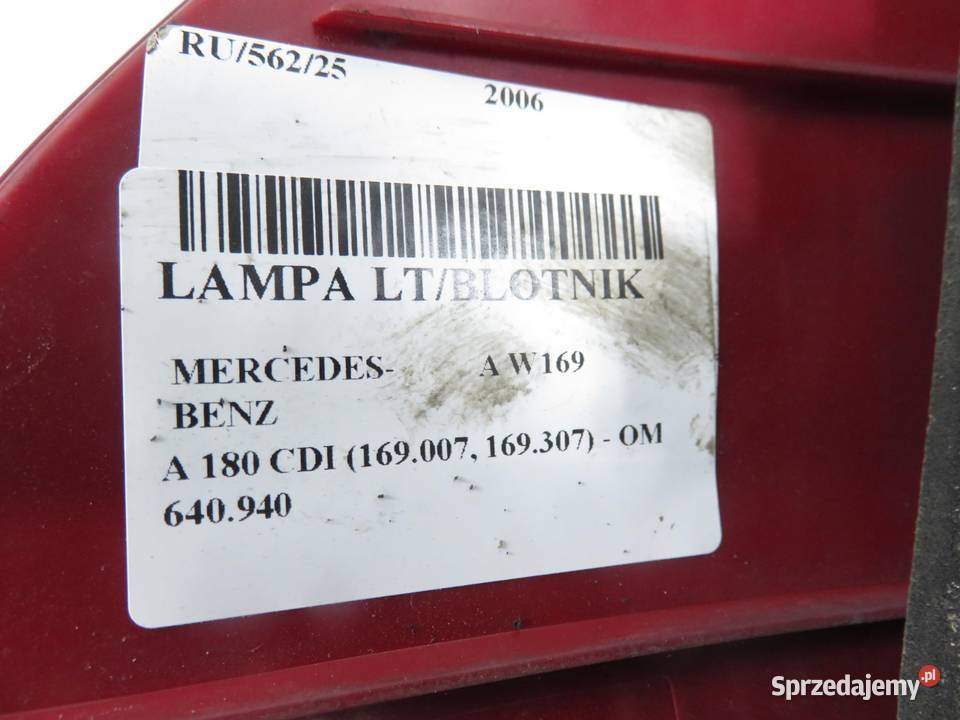 RU/562/25
2006
LAMPA LT/BLOTNIK
MERCEDES- A W169
BENZ
A 180 CDI (169.007, 169.307) - OM
640.940
Sprzedajemy.pl